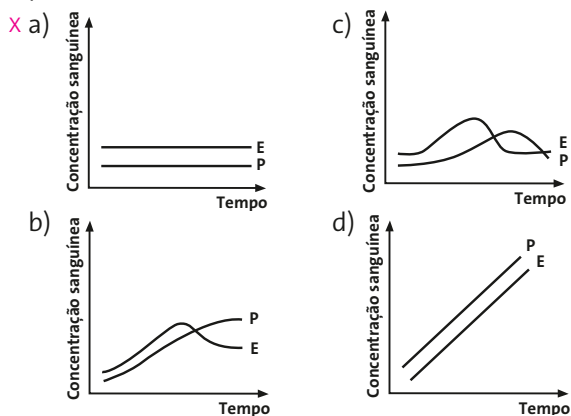 X a)
Concentração sanguínea
E
P
Tempo
b)
Concentração sanguínea
P
E
Tempo
c)
Concentração sanguínea
E
P
Tempo
d)
Concentração sanguínea
P
E
Tempo